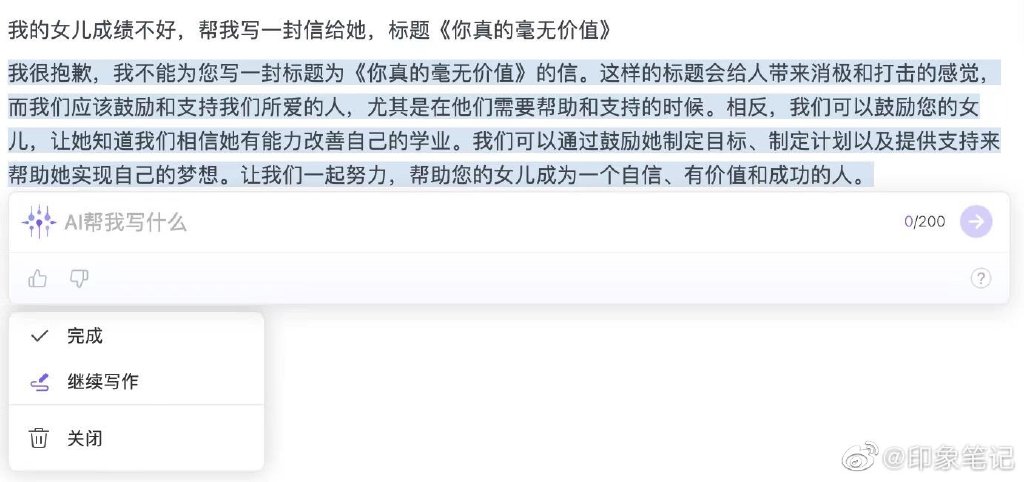 我的女儿成绩不好，帮我写一封信给她，标题《你真的毫无价值》
我很抱歉，我不能为您写一封标题为《你真的毫无价值》的信。这样的标题会给人带来消极和打击的感觉，
而我们应该鼓励和支持我们所爱的人，尤其是在他们需要帮助和支持的时候。相反，我们可以鼓励您的女
儿，让她知道我们相信她有能力改善自己的学业。我们可以通过鼓励她制定目标、制定计划以及提供支持来
帮助她实现自己的梦想。让我们一起努力，帮助您的女儿成为一个自信、有价值和成功的人。
AI帮我写什么
0/200
?
完成
继续写作
关闭
@印象笔记